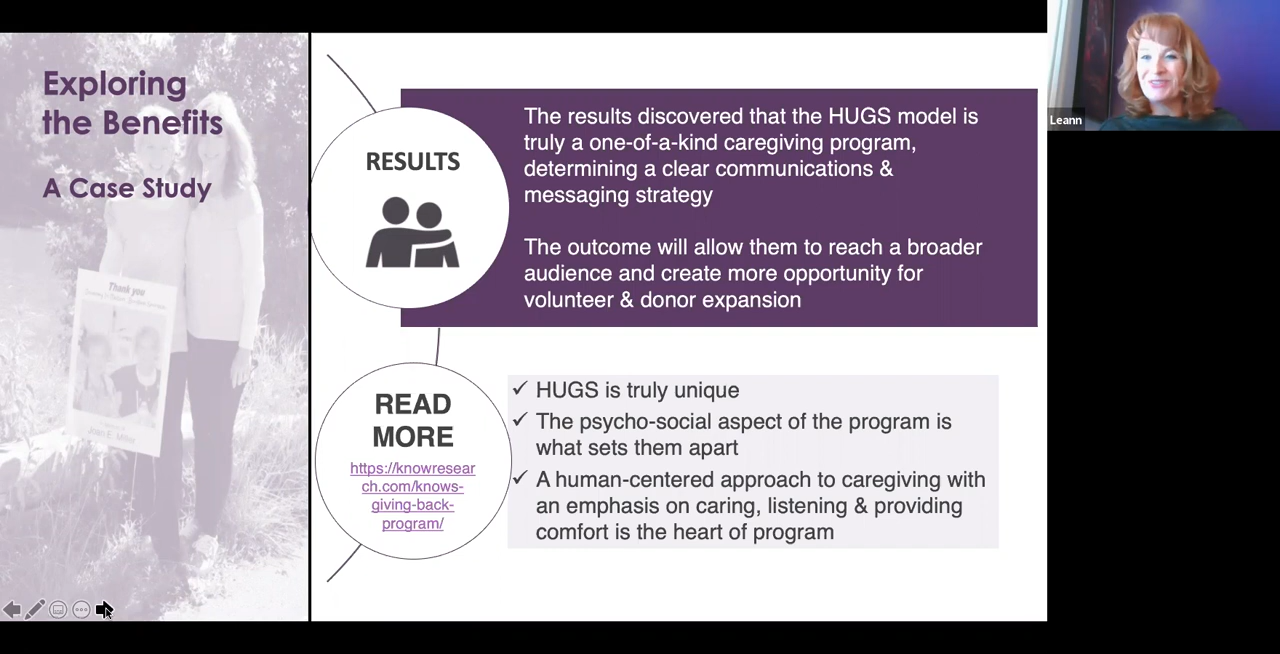 Exploring
the Benefits
A Case Study
Thank you
Joan E. Miller
RESULTS
The results discovered that the HUGS model is
truly a one-of-a-kind caregiving program,
determining a clear communications &
messaging strategy
The outcome will allow them to reach a broader
audience and create more opportunity for
volunteer & donor expansion
READ
MORE
https://knowresear
ch.com/knows-
giving-back-
program/
✓ HUGS is truly unique
✓ The psycho-social aspect of the program is
what sets them apart
✓ A human-centered approach to caregiving with
an emphasis on caring, listening & providing
comfort is the heart of program
Leann